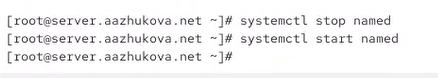 [root@server.aazhukova.net ~]# systemctl stop named
[root@server.aazhukova.net ~]# systemctl start named
[root@server.aazhukova.net ~]#